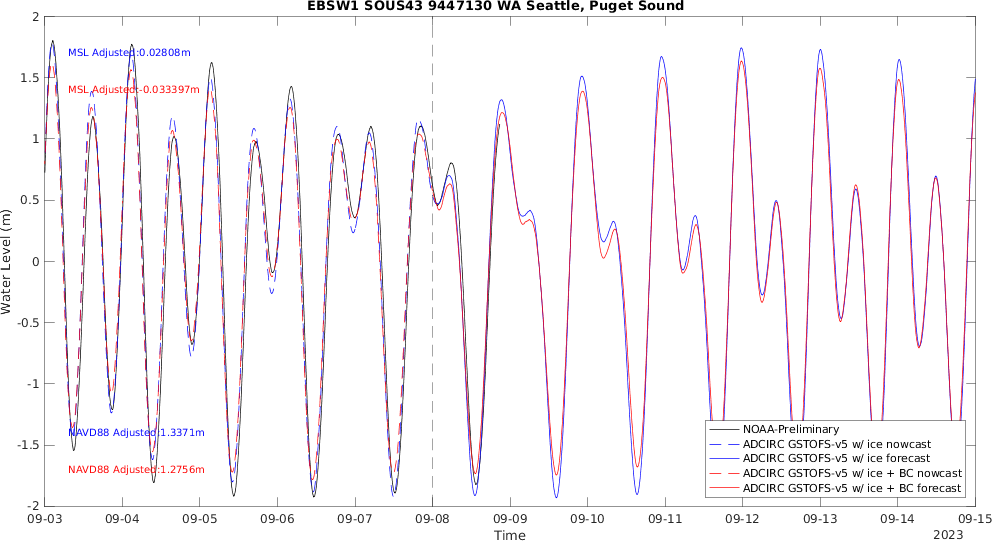 EBSW1 SOUS43 9447130 WA Seattle, Puget Sound
2
1.5
1
0.5
0
-0.5
-1
-1.5
-2
Water Level (m)
MSL Adjusted:0.02808m
MSL Adjusted:-0.033397m
NAVD88 Adjusted:1.3371m
NAVD88 Adjusted:1.2756m
NOAA-Preliminary
ADCIRC GSTOFS-v5 w/ ice nowcast
ADCIRC GSTOFS-v5 w/ ice forecast
ADCIRC GSTOFS-v5 w/ ice + BC nowcast
ADCIRC GSTOFS-v5 w/ ice + BC forecast
09-03 09-04 09-05 09-06 09-07 09-08 09-09 09-10 09-11 09-12 09-13 09-14 09-15
Time
2023